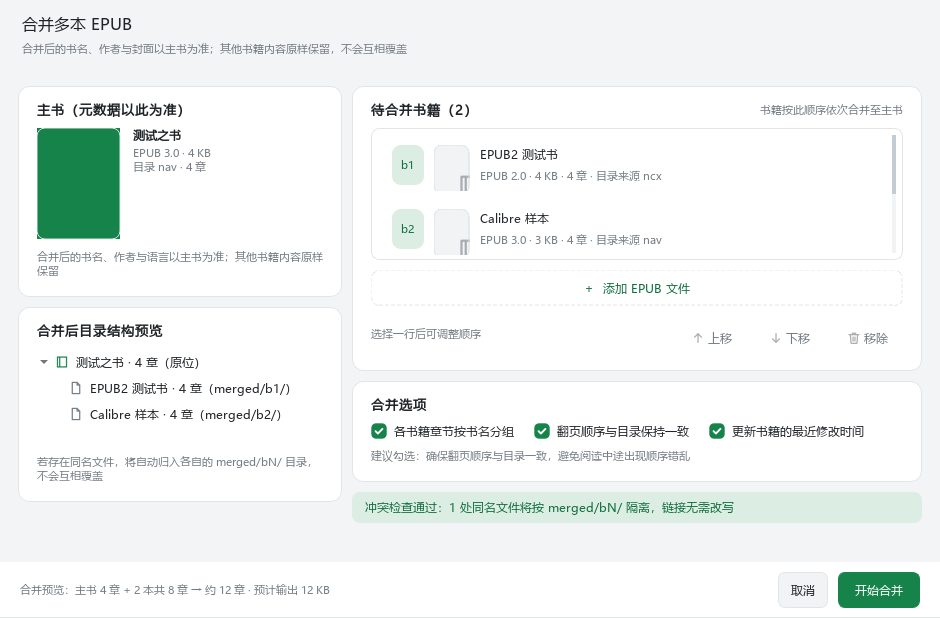 合并多本 EPUB
合并后的书名、作者与封面以主书为准；其他书籍内容原样保留，不会互相覆盖
主书（元数据以此为准）
测试之书
EPUB 3.0 · 4 KB
目录 nav · 4 章
合并后的书名、作者与语言以主书为准；其他书籍内容原样
保留
合并后目录结构预览
测试之书 · 4 章（原位）
EPUB2 测试书 · 4 章（merged/b1/）
Calibre 样本 · 4 章（merged/b2/）
若存在同名文件，将自动归入各自的 merged/bN/ 目录，
不会互相覆盖
待合并书籍（2）
书籍按此顺序依次合并至主书
b1
EPUB2 测试书
EPUB 2.0 · 4 KB · 4 章 · 目录来源 ncx
b2
Calibre 样本
EPUB 3.0 · 3 KB · 4 章 · 目录来源 nav
+ 添加 EPUB 文件
选择一行后可调整顺序
↑ 上移
↓ 下移
移除
合并选项
各书籍章节按书名分组
翻页顺序与目录保持一致
更新书籍的最近修改时间
建议勾选：确保翻页顺序与目录一致，避免阅读中途出现顺序错乱
冲突检查通过：1 处同名文件将按 merged/bN/ 隔离，链接无需改写
合并预览：主书 4 章 + 2 本共 8 章 → 约 12 章 · 预计输出 12 KB
取消
开始合并